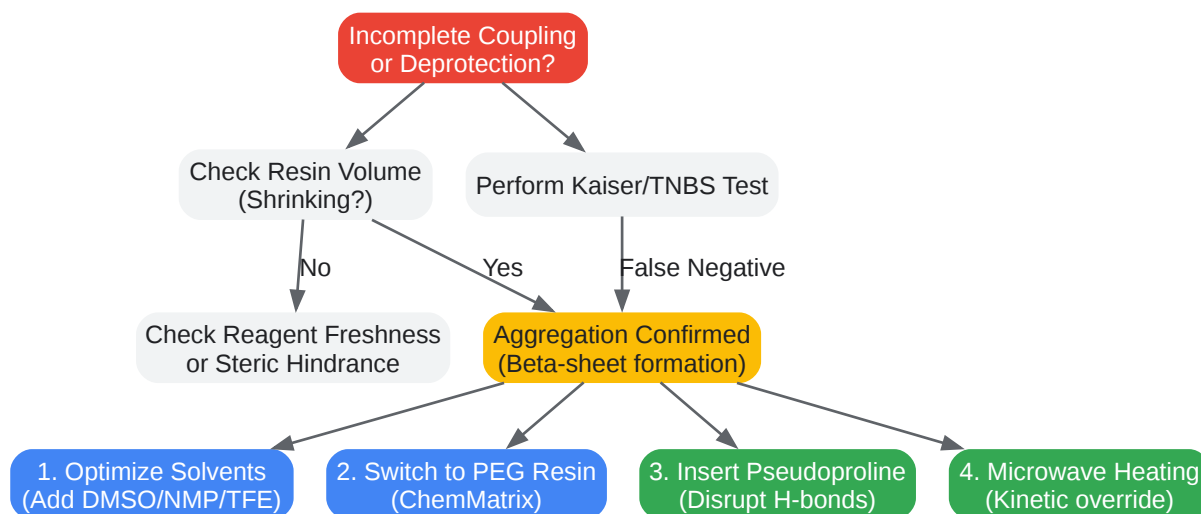 Incomplete Coupling
or Deprotection?
Check Resin Volume
(Shrinking?)
Perform Kaiser/TNBS Test
No
Yes
False Negative
Check Reagent Freshness
or Steric Hindrance
Aggregation Confirmed
(Beta-sheet formation)
1. Optimize Solvents
(Add DMSO/NMP/TFE)
2. Switch to PEG Resin
(ChemMatrix)
3. Insert Pseudoproline
(Disrupt H-bonds)
4. Microwave Heating
(Kinetic override)